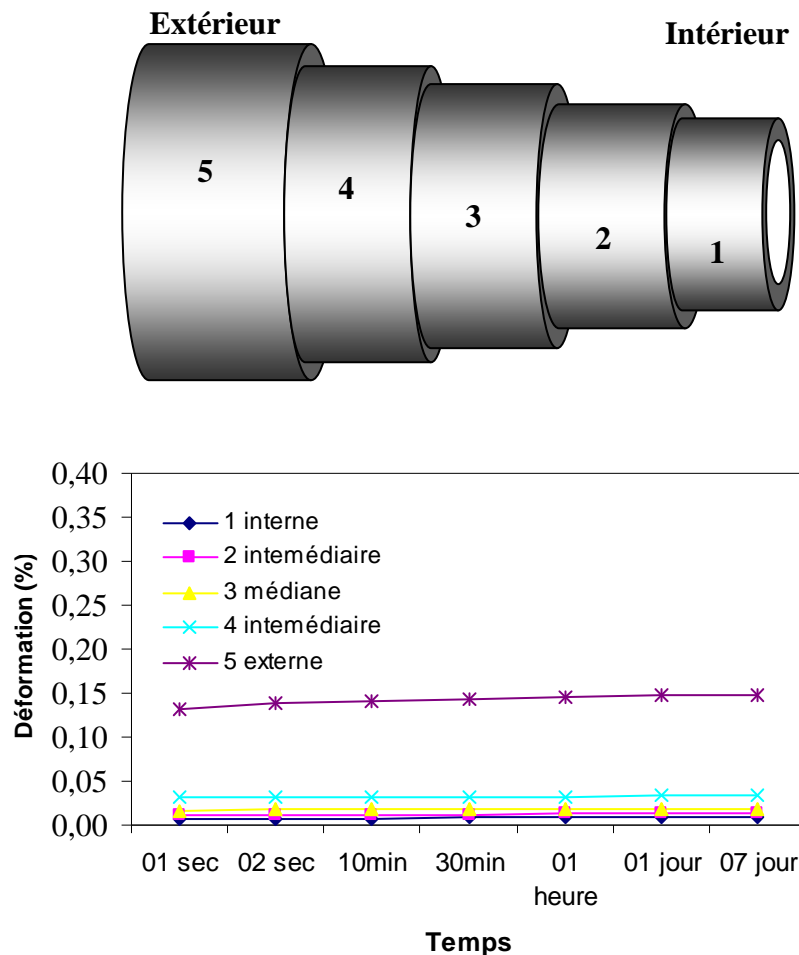 Extérieur
Intérieur
5
4
3
2
1
0,40
0,35
0,30
0,25
0,20
0,15
0,10
0,05
0,00
Déformation (%)
1 interne
2 intemédiaire
3 médiane
4 intemédiaire
5 externe
01 sec 02 sec 10min 30min 01 heure 01 jour 07 jour
Temps